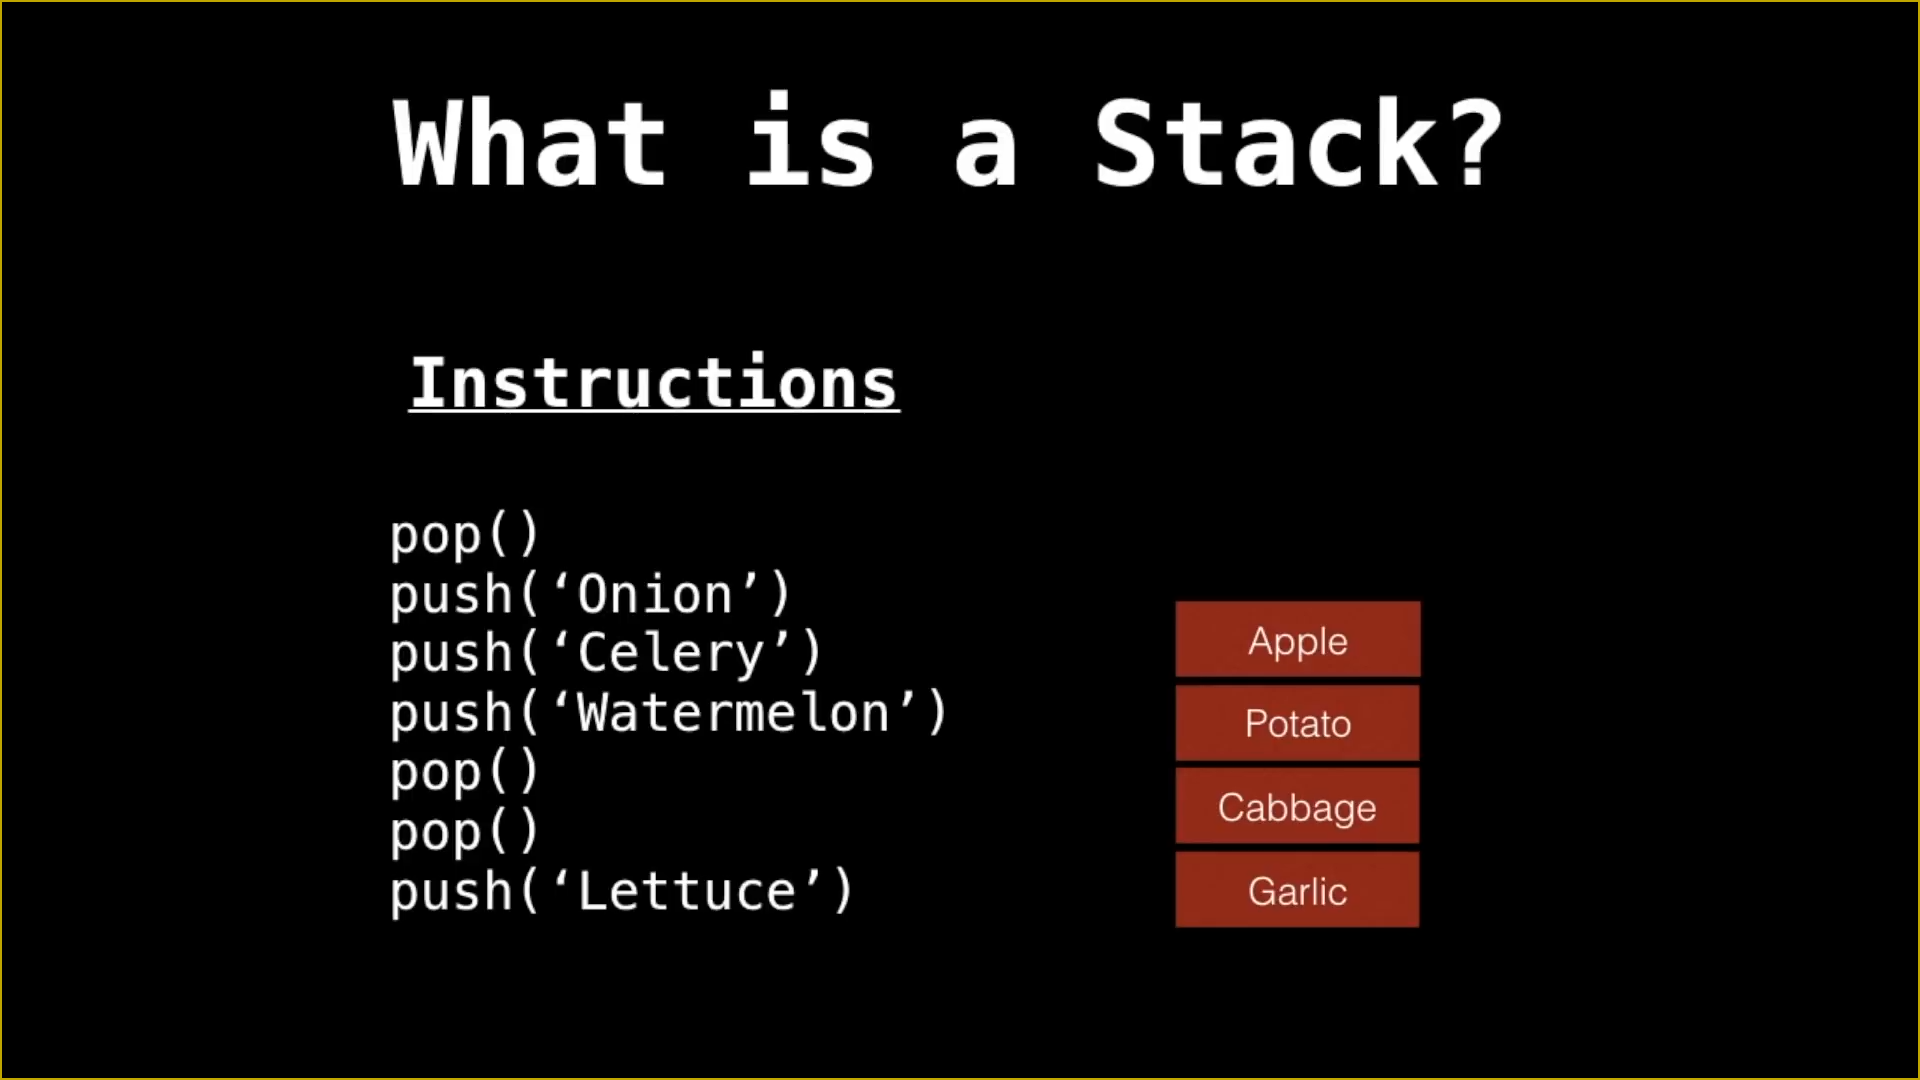 What is a Stack?
Instructions
pop()
push(‘Onion’)
push(‘Celery’)
push(‘Watermelon’)
pop()
pop()
push(‘Lettuce’)
Apple
Potato
Cabbage
Garlic